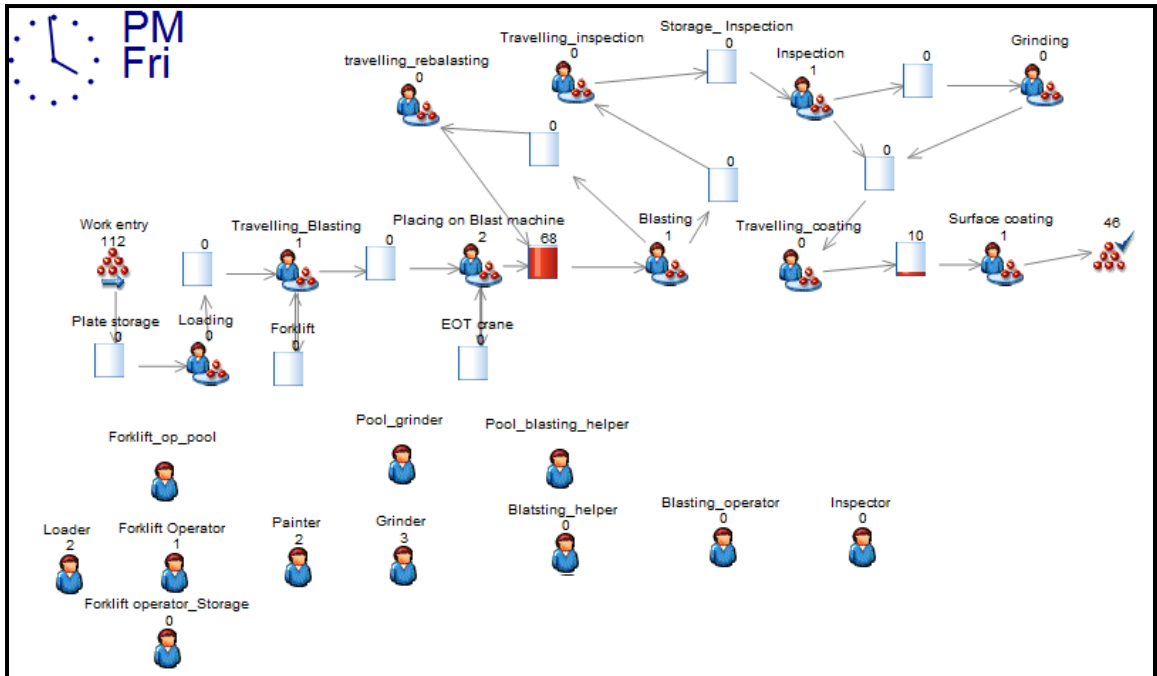 PM
Fri
Storage_ Inspection
0
Travelling_inspection
0
travelling_rebalasting
0
Inspection
1
0
Grinding
0
0
0
0
Work entry
112
0
Travelling_Blasting
1
0
Placing on Blast machine
2
68
Blasting
1
Travelling_coating
0
10
Surface coating
1
46
Plate storage
0
Loading
0
Forklift
0
EOT crane
0
Forklift_op_pool
Pool_grinder
Pool_blasting_helper
Loader
2
Forklift Operator
1
Painter
2
Grinder
3
Blatsting_helper
0
Blasting_operator
0
Inspector
0
Forklift operator_Storage
0